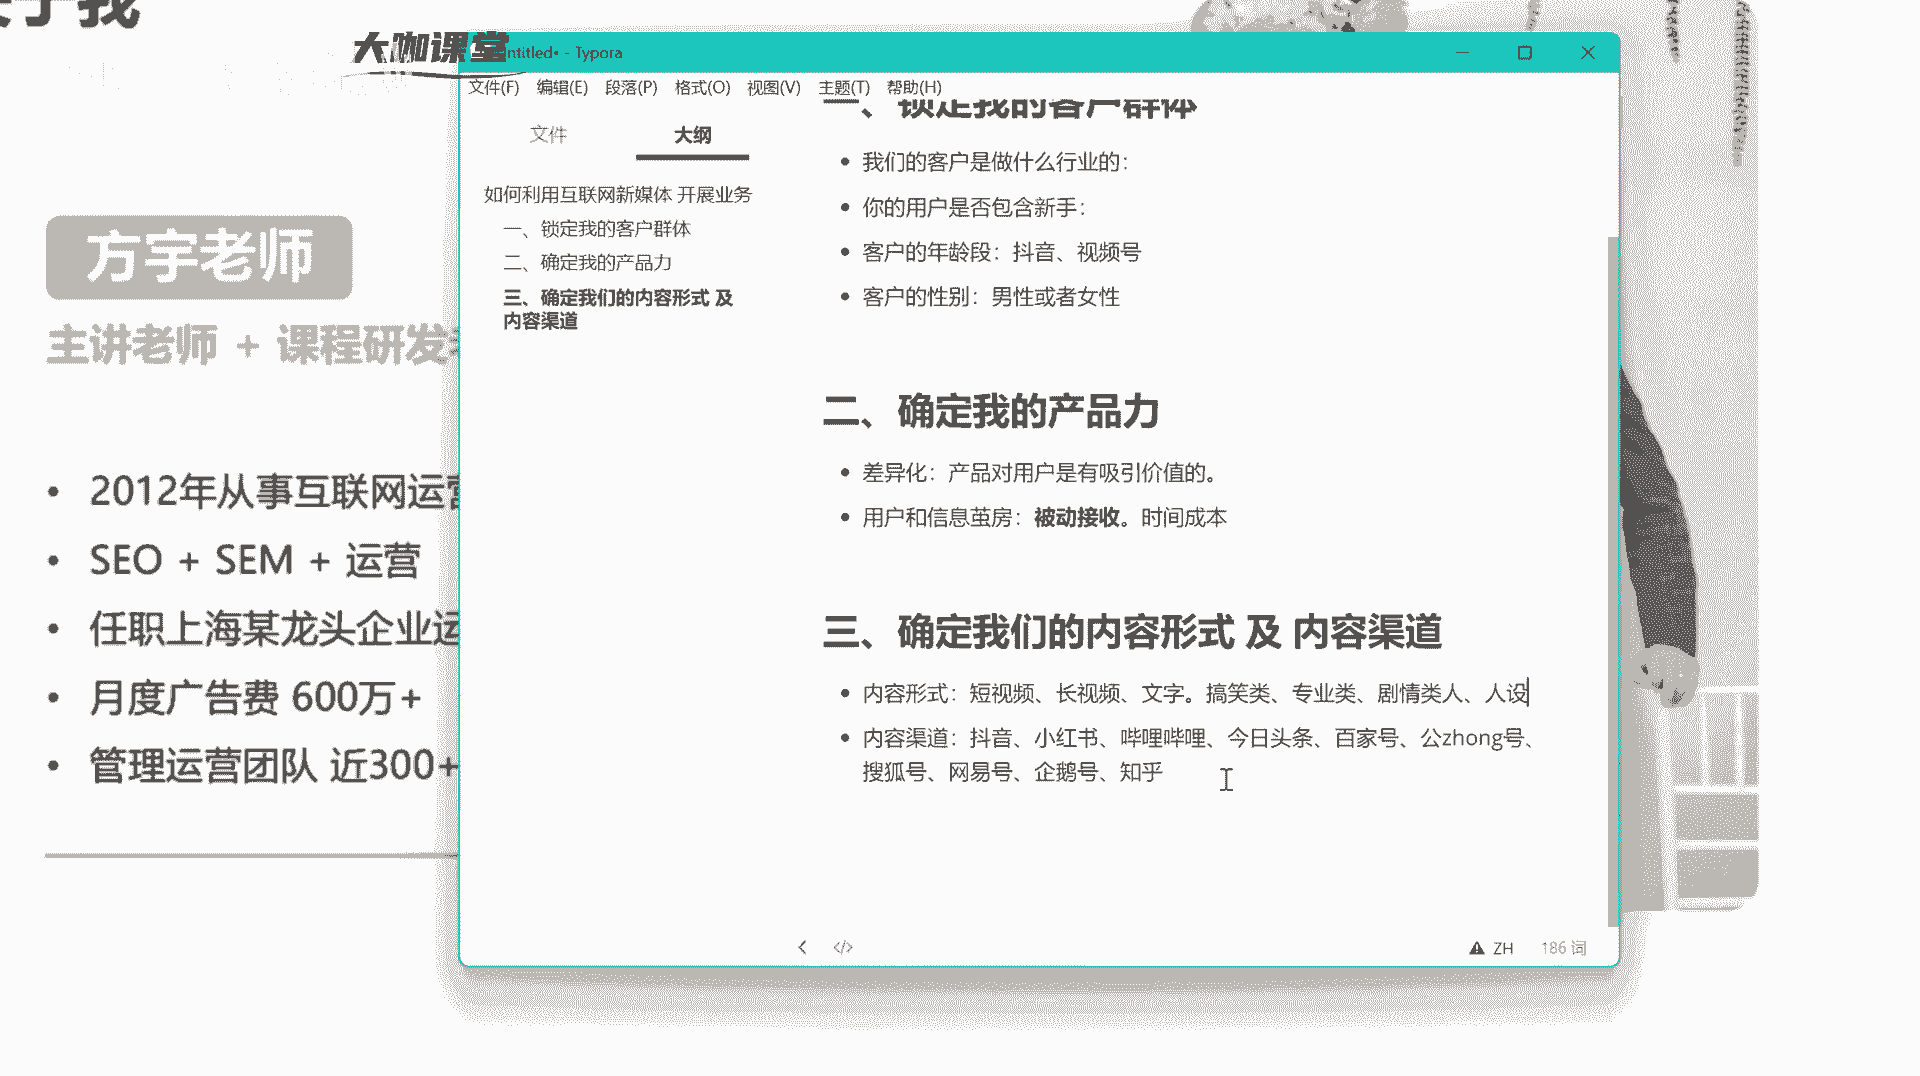 大咖课堂
ntitled• - Typora
文件(F) 编辑(E) 段落(P) 格式(O) 视图(V) 主题(T) 帮助(H)
文件 大纲
如何利用互联网新媒体 开展业务
一、锁定我的客户群体
二、确定我的产品力
三、确定我们的内容形式 及
内容渠道
一、锁定我的客户群体
我们的客户是做什么行业的：
你的用户是否包含新手：
客户的年龄段：抖音、视频号
客户的性别：男性或者女性
二、确定我的产品力
差异化：产品对用户是有吸引价值的。
用户和信息茧房：被动接收。时间成本
三、确定我们的内容形式 及 内容渠道
内容形式：短视频、长视频、文字。搞笑类、专业类、剧情类人、人设
内容渠道：抖音、小红书、哔哩哔哩、今日头条、百家号、公zhong号、
搜狐号、网易号、企鹅号、知乎
ZH 186 词
方宇老师
主讲老师 + 课程研发
2012年从事互联网运营
SEO + SEM + 运营
任职上海某龙头企业运
月度广告费 600万+
管理运营团队 近300+